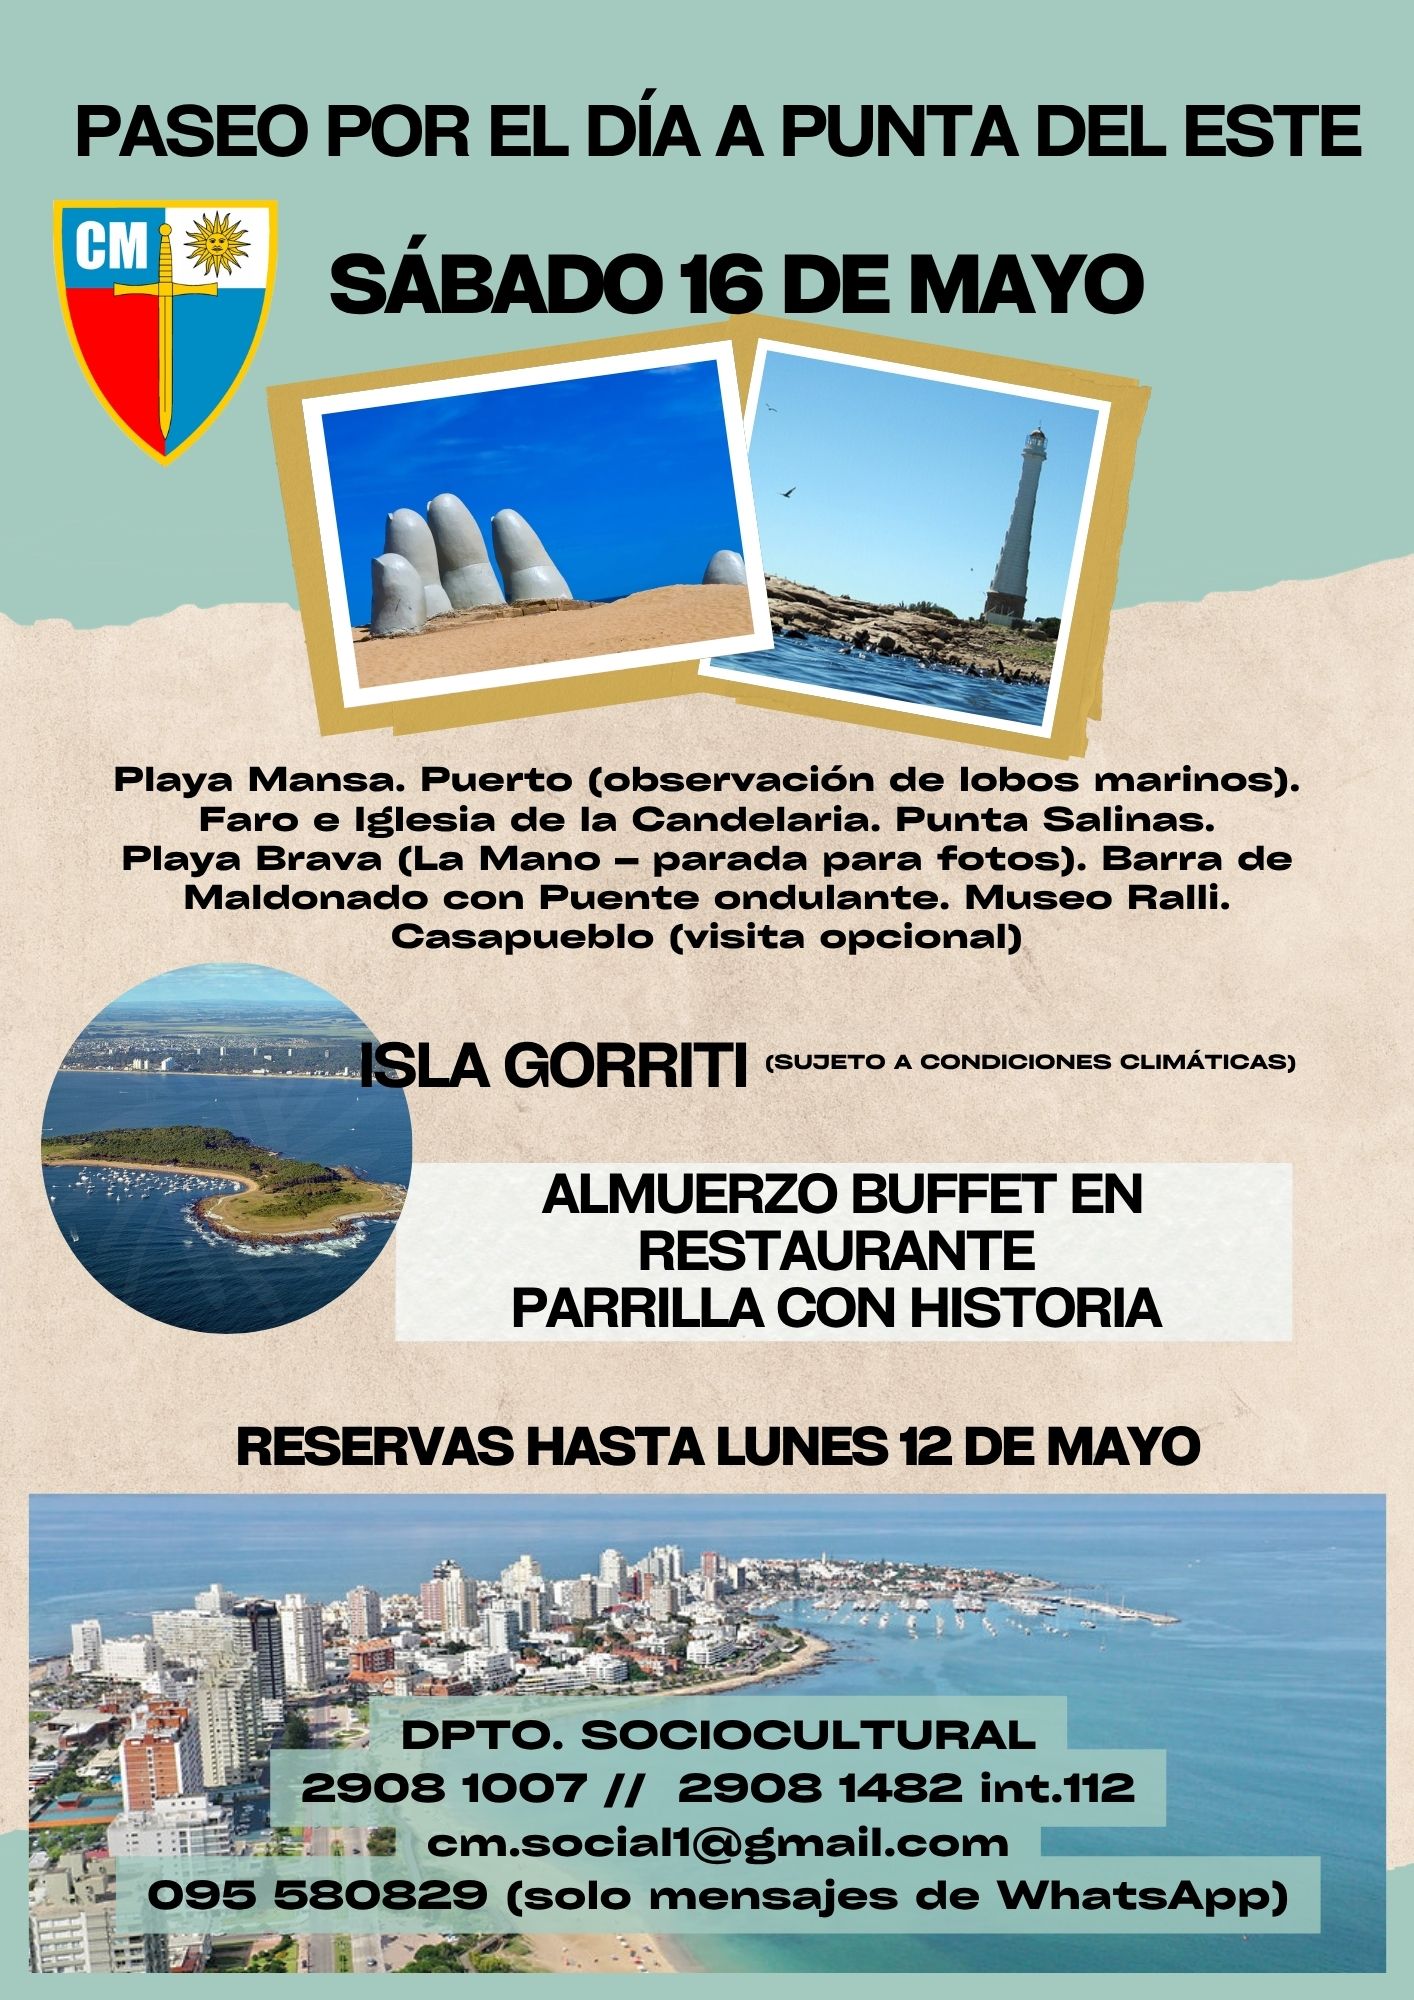 PASEO POR EL DÍA A PUNTA DEL ESTE
CM
SÁBADO 16 DE MAYO
Playa Mansa. Puerto (observación de lobos marinos).
Faro e Iglesia de la Candelaria. Punta Salinas.
Playa Brava (La Mano – parada para fotos). Barra de
Maldonado con Puente ondulante. Museo Ralli.
Casapueblo (visita opcional)
ISLA GORRITI (SUJETO A CONDICIONES CLIMÁTICAS)
ALMUERZO BUFFET EN
RESTAURANTE
PARRILLA CON HISTORIA
RESERVAS HASTA LUNES 12 DE MAYO
DPTO. SOCIOCULTURAL
2908 1007 // 2908 1482 int.112
cm.social1@gmail.com
095 580829 (solo mensajes de WhatsApp)